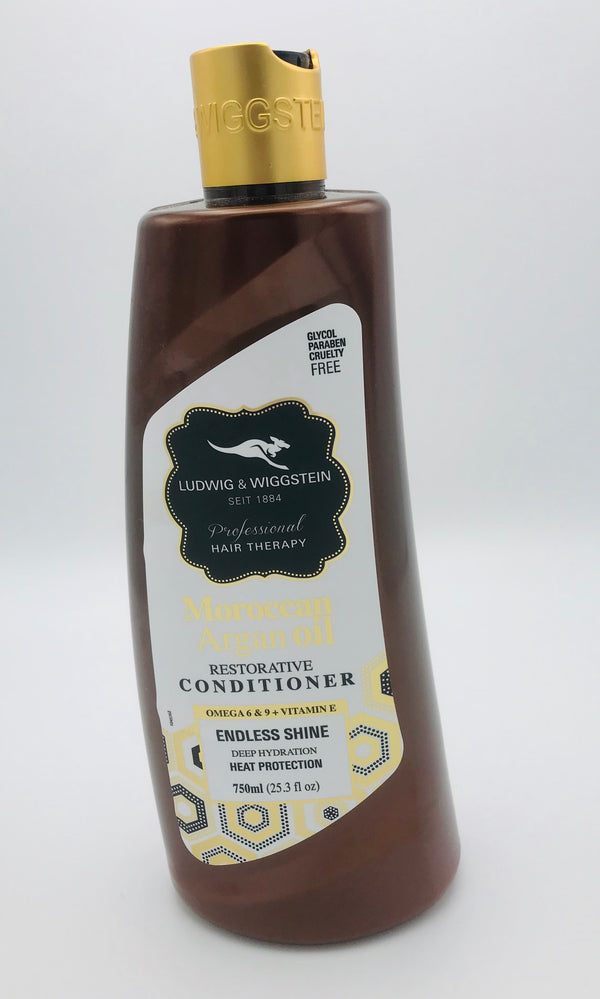 WIGGSTE
GLYCOL
PARABEN
CRUELTY
FREE
LUDWIG & WIGGSTEIN
SEIT 1884
Professional
HAIR THERAPY
Moroccan
Argan oil
RESTORATIVE
CONDITIONER
OMEGA 6 & 9 + VITAMIN E
ENDLESS SHINE
DEEP HYDRATION
HEAT PROTECTION
750ml (25.3 fl oz)